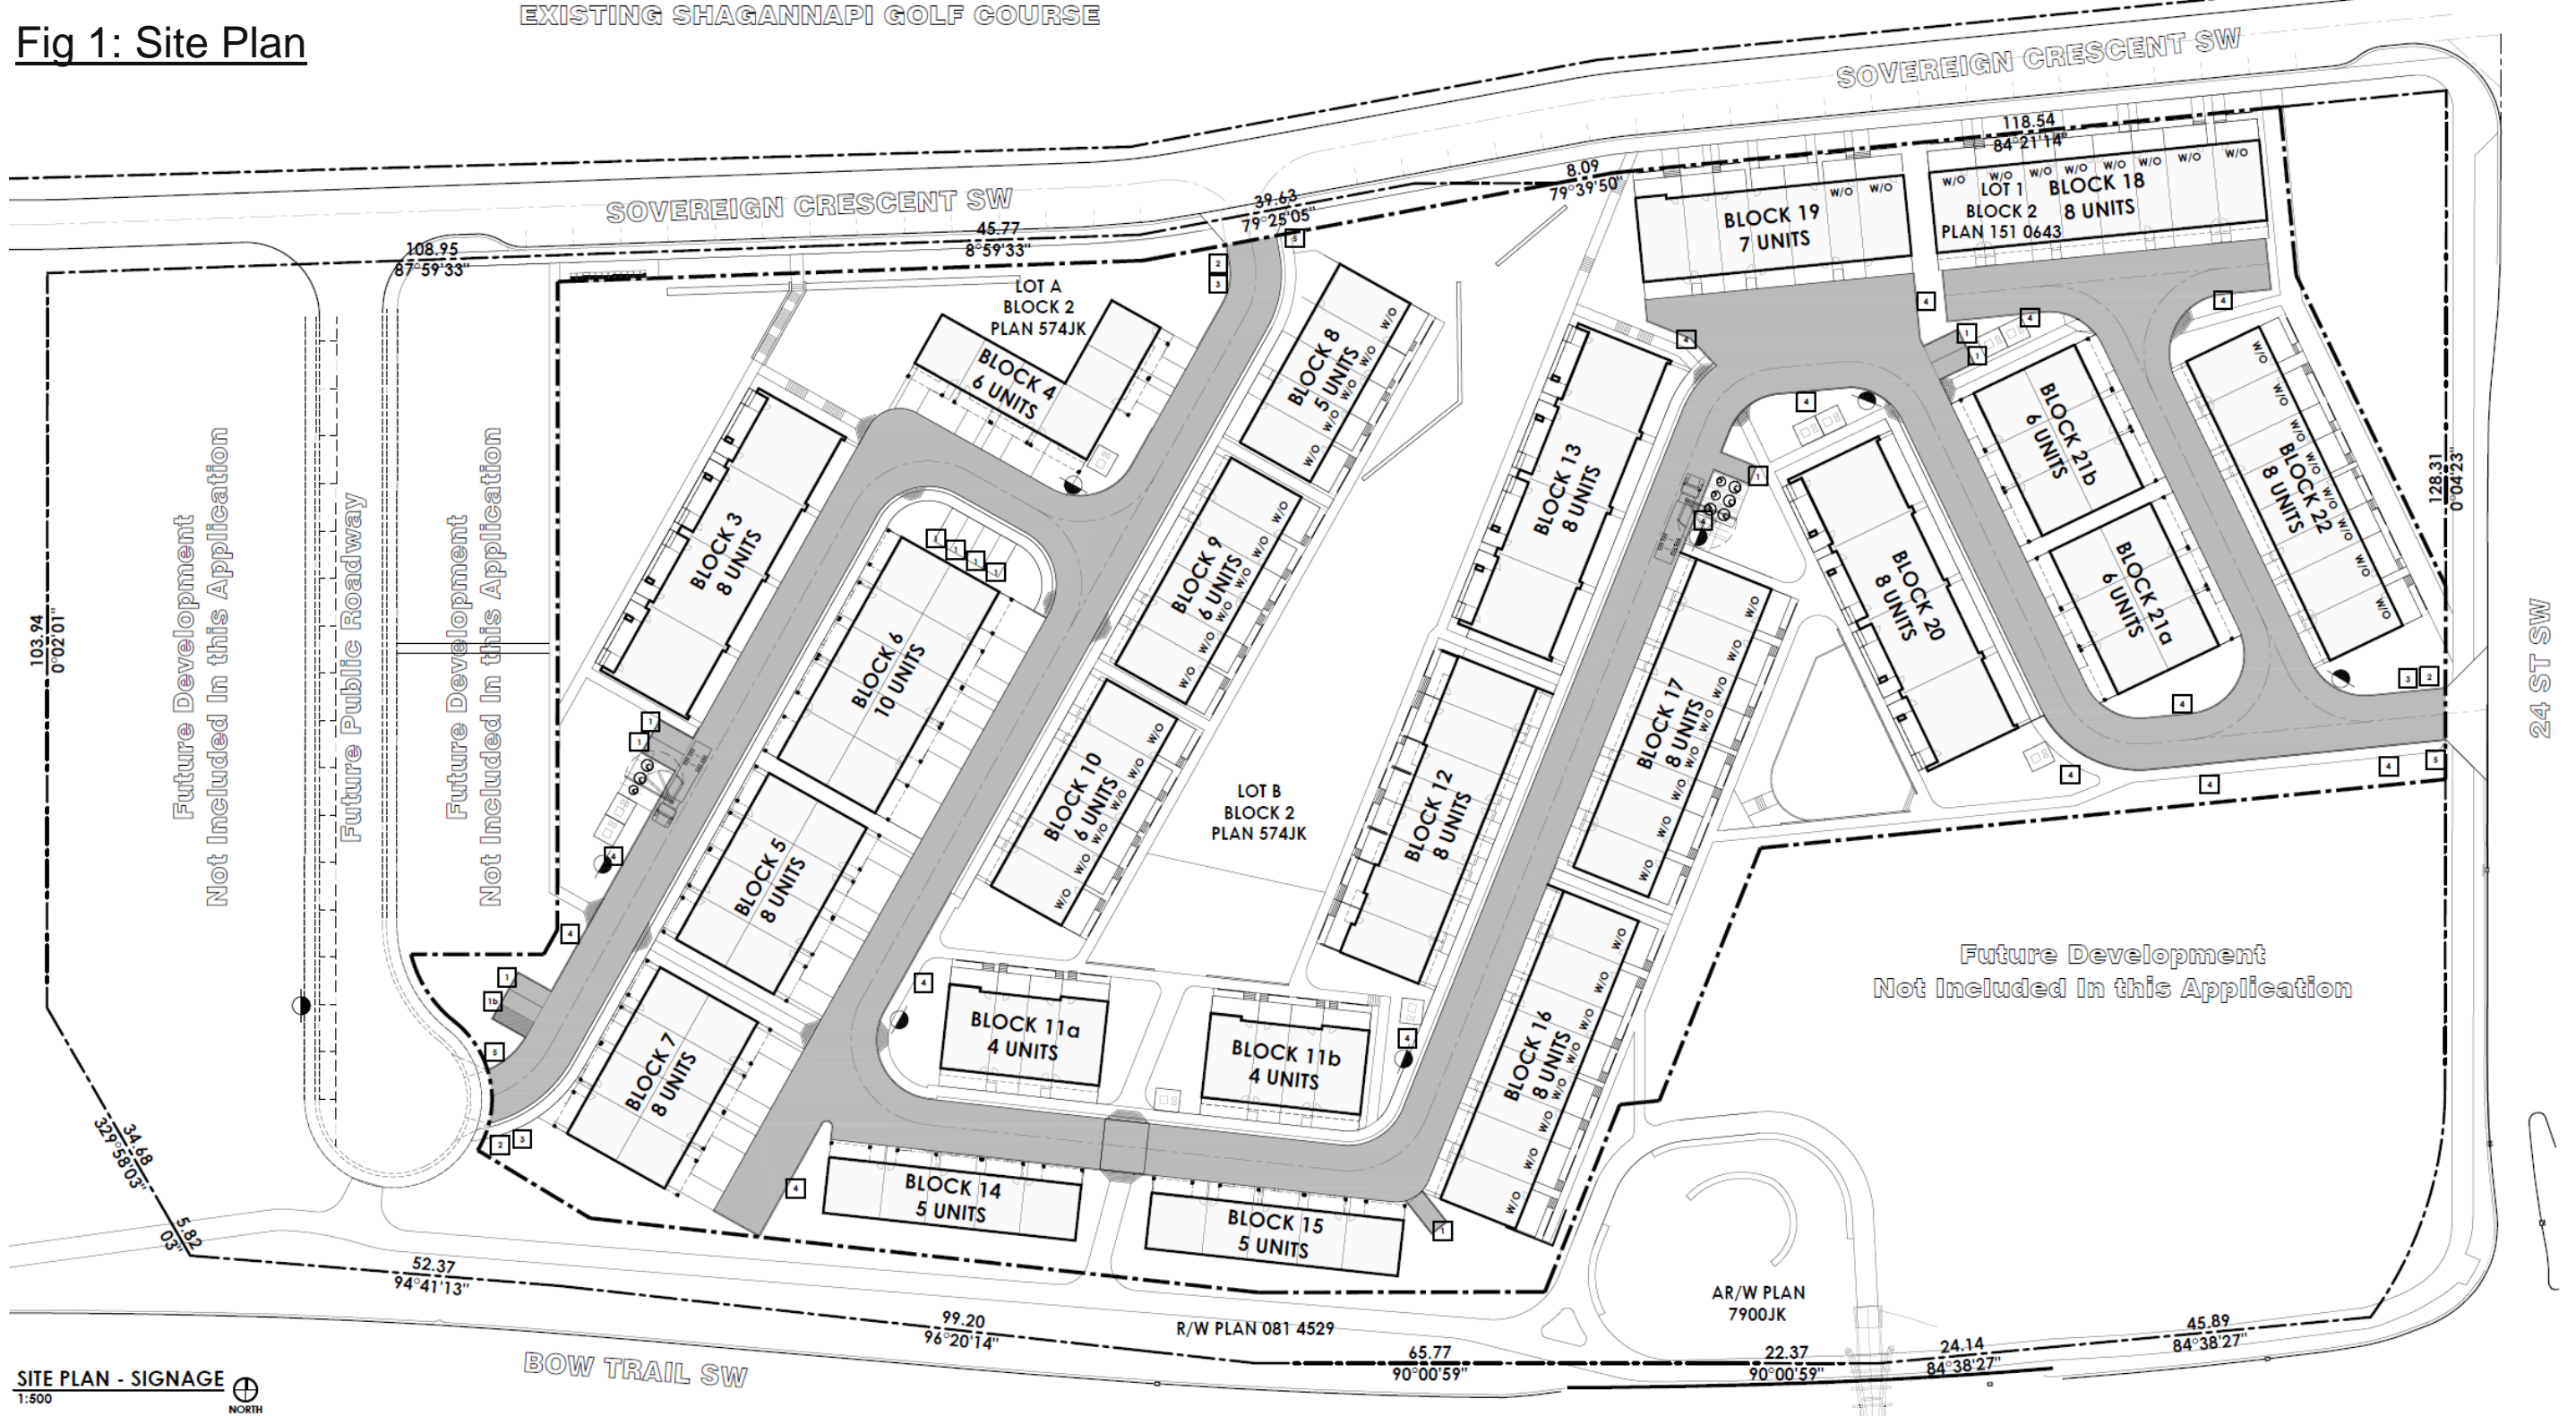 EXISTING SHAGANNAPI GOLF COURSE
Fig 1: Site Plan
SOVEREIGN CRESCENT SW
SOVEREIGN CRESCENT SW
118.54
84°21'14"
8.09
79°39'50"
39.63
79°25'05"
45.77
8°59'33"
108.95
87°59'33"
LOT A
BLOCK 2
PLAN 574JK
BLOCK 19
7 UNITS
W/O W/O
W/O W/O W/O W/O W/O W/O W/O W/O
LOT 1
BLOCK 2
PLAN 151 0643
BLOCK 18
8 UNITS
BLOCK 4
6 UNITS
BLOCK 8
5 UNITS
W/O W/O W/O W/O W/O
BLOCK 3
8 UNITS
BLOCK 9
6 UNITS
W/O W/O W/O W/O W/O W/O
BLOCK 13
8 UNITS
BLOCK 20
8 UNITS
BLOCK 21b
6 UNITS
BLOCK 21a
6 UNITS
BLOCK 22
8 UNITS
W/O W/O W/O W/O W/O W/O W/O W/O
128.31
0°04'23"
24 ST SW
103.94
0°02'01"
Future Development
Not Included In this Application
Future Public Roadway
Future Development
Not Included In this Application
BLOCK 6
10 UNITS
BLOCK 5
8 UNITS
BLOCK 7
8 UNITS
BLOCK 10
6 UNITS
W/O W/O W/O W/O W/O W/O
LOT B
BLOCK 2
PLAN 574JK
BLOCK 12
8 UNITS
BLOCK 17
8 UNITS
W/O W/O W/O W/O W/O W/O W/O W/O
BLOCK 16
8 UNITS
W/O W/O W/O W/O W/O W/O W/O W/O
BLOCK 11a
4 UNITS
BLOCK 11b
4 UNITS
BLOCK 14
5 UNITS
BLOCK 15
5 UNITS
Future Development
Not Included In this Application
34.68
329°58'03"
5.82
03"
52.37
94°41'13"
99.20
96°20'14"
R/W PLAN 081 4529
AR/W PLAN
7900JK
65.77
90°00'59"
22.37
90°00'59"
24.14
84°38'27"
45.89
84°38'27"
BOW TRAIL SW
SITE PLAN - SIGNAGE
1:500
NORTH